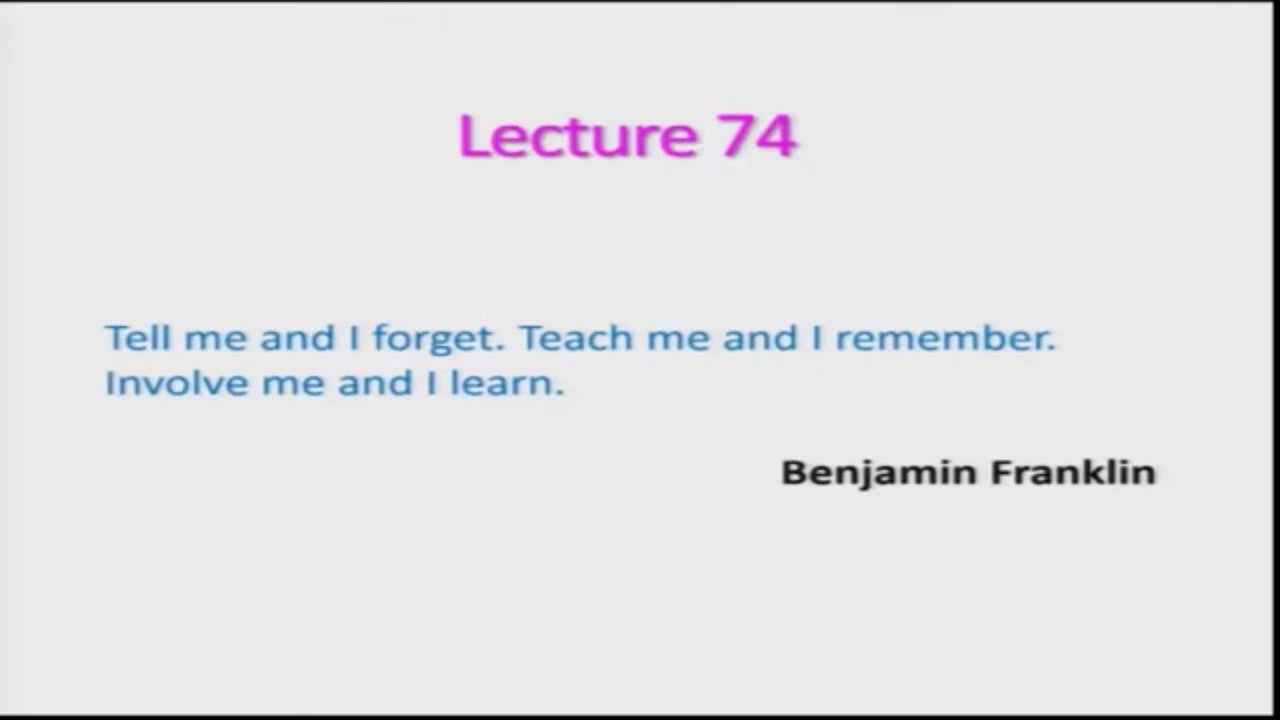 Lecture 74
Tell me and I forget. Teach me and I remember.
Involve me and I learn.
Benjamin Franklin